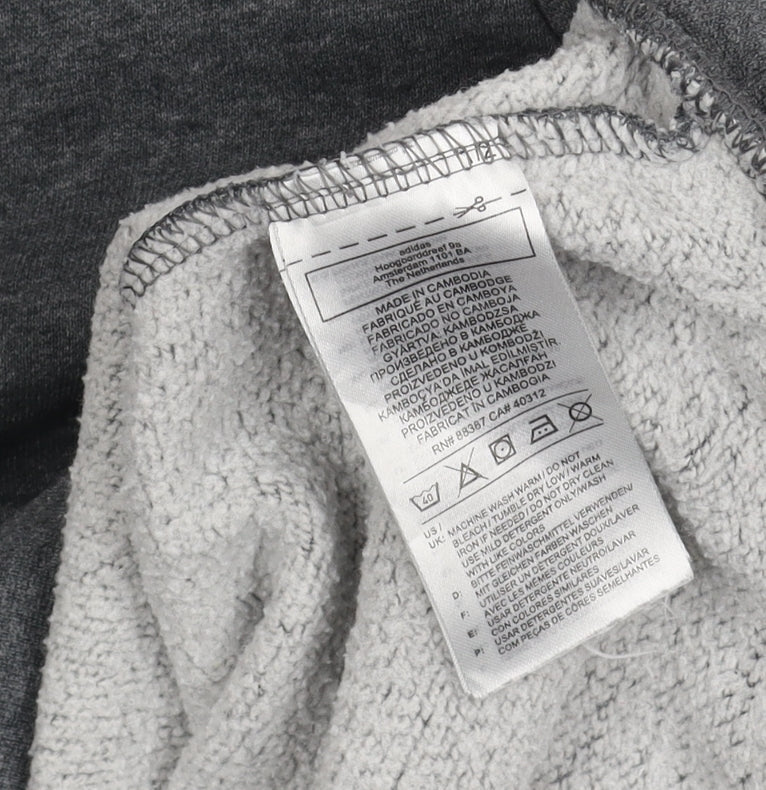 adidas
Hoogoorddreef 9a
Amsterdam 1101 BA
The Netherlands
MADE IN CAMBODIA
FABRIQUÉ AU CAMBODGE
FABRICADO EN CAMBOYA
FABRICADO NO CAMBOJA
GYÁRTVA: KAMBODZSA
ПРОИЗВЕДЕНО В КАМБОДЖА
СДЕЛАНО В КАМБОДЖЕ
PROIZVEDENO U KOMBODŽI
KAMBOÇYA'DA İMAL EDİLMİŞTİR.
КАМБОДЖЕДЕ ЖАСАЛҒАН
PROIZVEDENO U KAMBODZI
FABRICAT ÎN CAMBOGIA
RN# 88387 CA# 40312
40
US / UK: MACHINE WASH WARM / DO NOT
BLEACH / TUMBLE DRY LOW / WARM
IRON IF NEEDED / DO NOT DRY CLEAN
USE MILD DETERGENT ONLY/WASH
WITH LIKE COLORS
D: BITTE FEINWASCHMITTEL VERWENDEN/
MIT GLEICHEN FARBEN WASCHEN
F: UTILISER UN DETERGENT DOUX/LAVER
AVEC LES MÊMES COULEURS
E: USAR DETERGENTE NEUTRO/LAVAR
CON COLORES SIMILARES
P: USAR DETERGENTES SUAVES/LAVAR
COM PEÇAS DE CÔRES SEMELHANTES